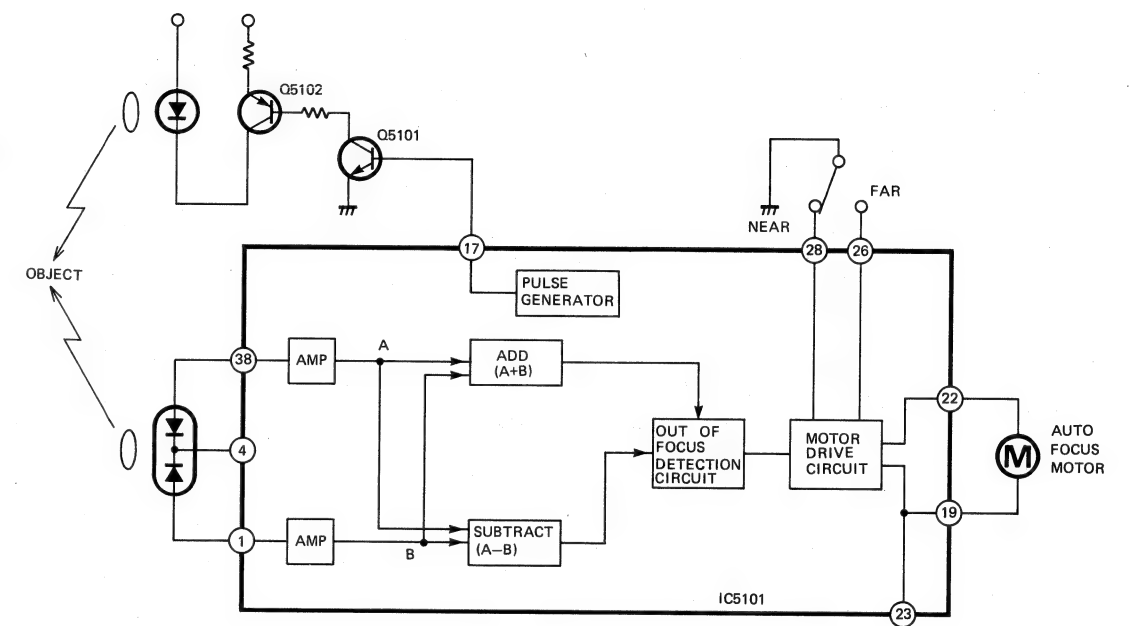 Q5102
Q5101
FAR
NEAR
17
28
26
OBJECT
PULSE
GENERATOR
38
AMP
A
ADD
(A+B)
22
4
OUT OF
FOCUS
DETECTION
CIRCUIT
MOTOR
DRIVE
CIRCUIT
M
AUTO
FOCUS
MOTOR
1
AMP
B
SUBTRACT
(A−B)
19
IC5101
23